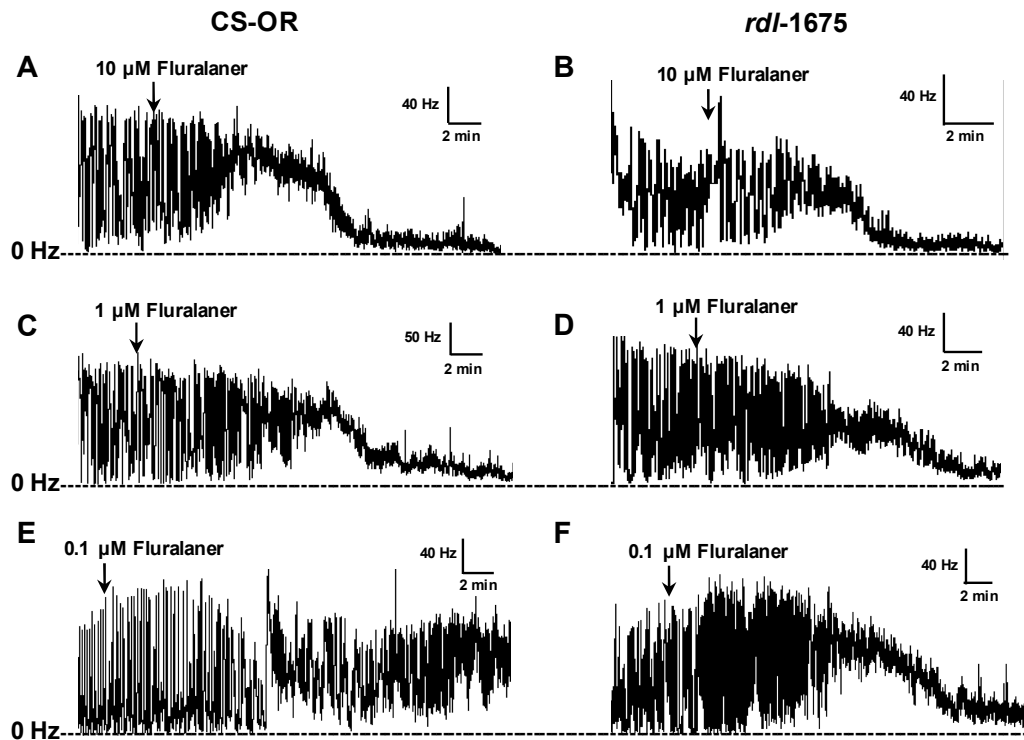 CS-OR
rdl-1675
A
10 µM Fluralaner
40 Hz
2 min
B
10 µM Fluralaner
40 Hz
2 min
0 Hz
C
1 µM Fluralaner
50 Hz
2 min
D
1 µM Fluralaner
40 Hz
2 min
0 Hz
E
0.1 µM Fluralaner
40 Hz
2 min
F
0.1 µM Fluralaner
40 Hz
2 min
0 Hz